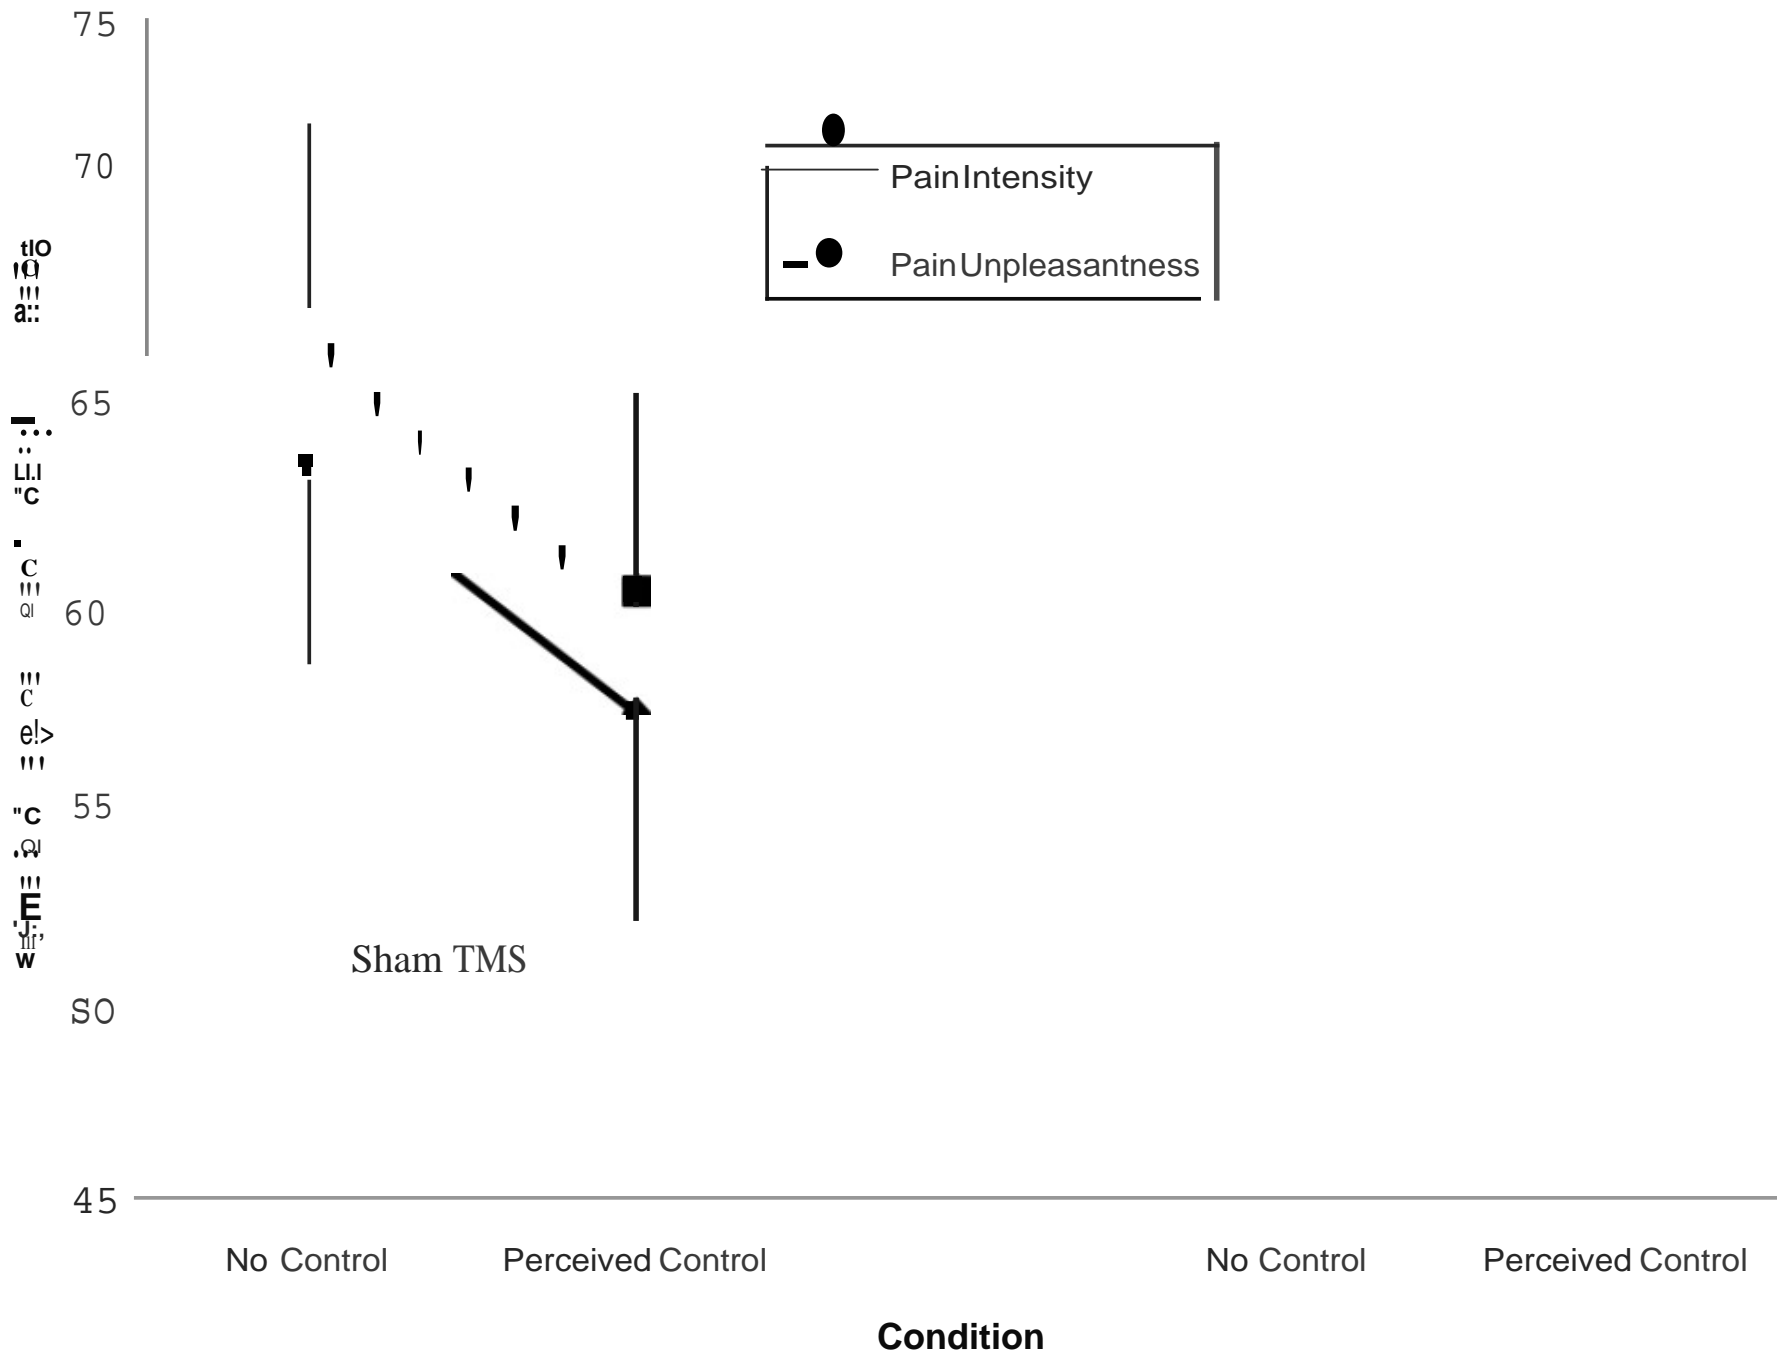 75
70
Pain Intensity
Pain Unpleasantness
65
60
55
Sham TMS
SO
45
No Control
Perceived Control
No Control
Perceived Control
Condition